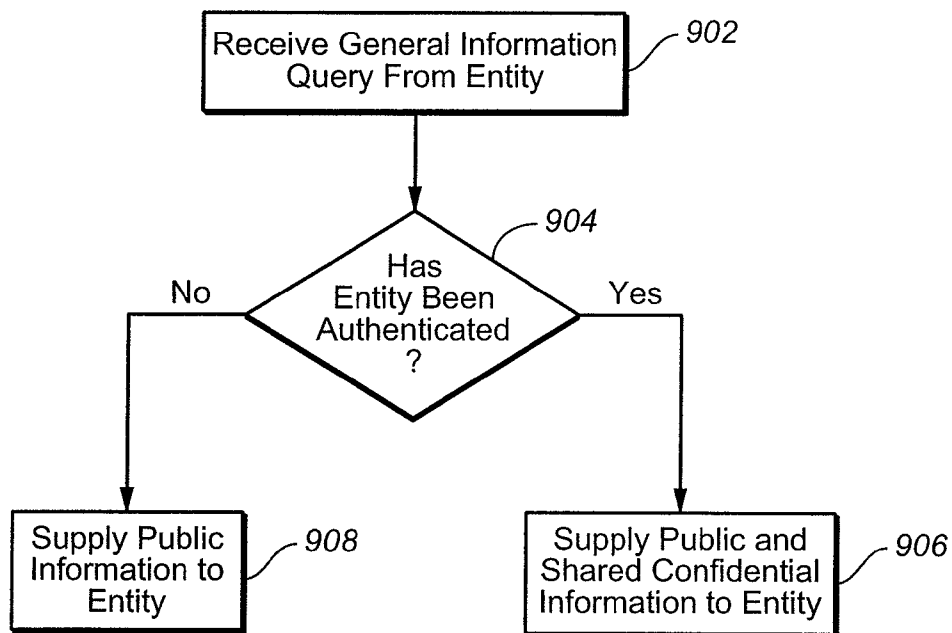 Receive General Information
Query From Entity
902
904
Has
Entity Been
Authenticated
?
No
Yes
Supply Public
Information to
Entity
908
Supply Public and
Shared Confidential
Information to Entity
906